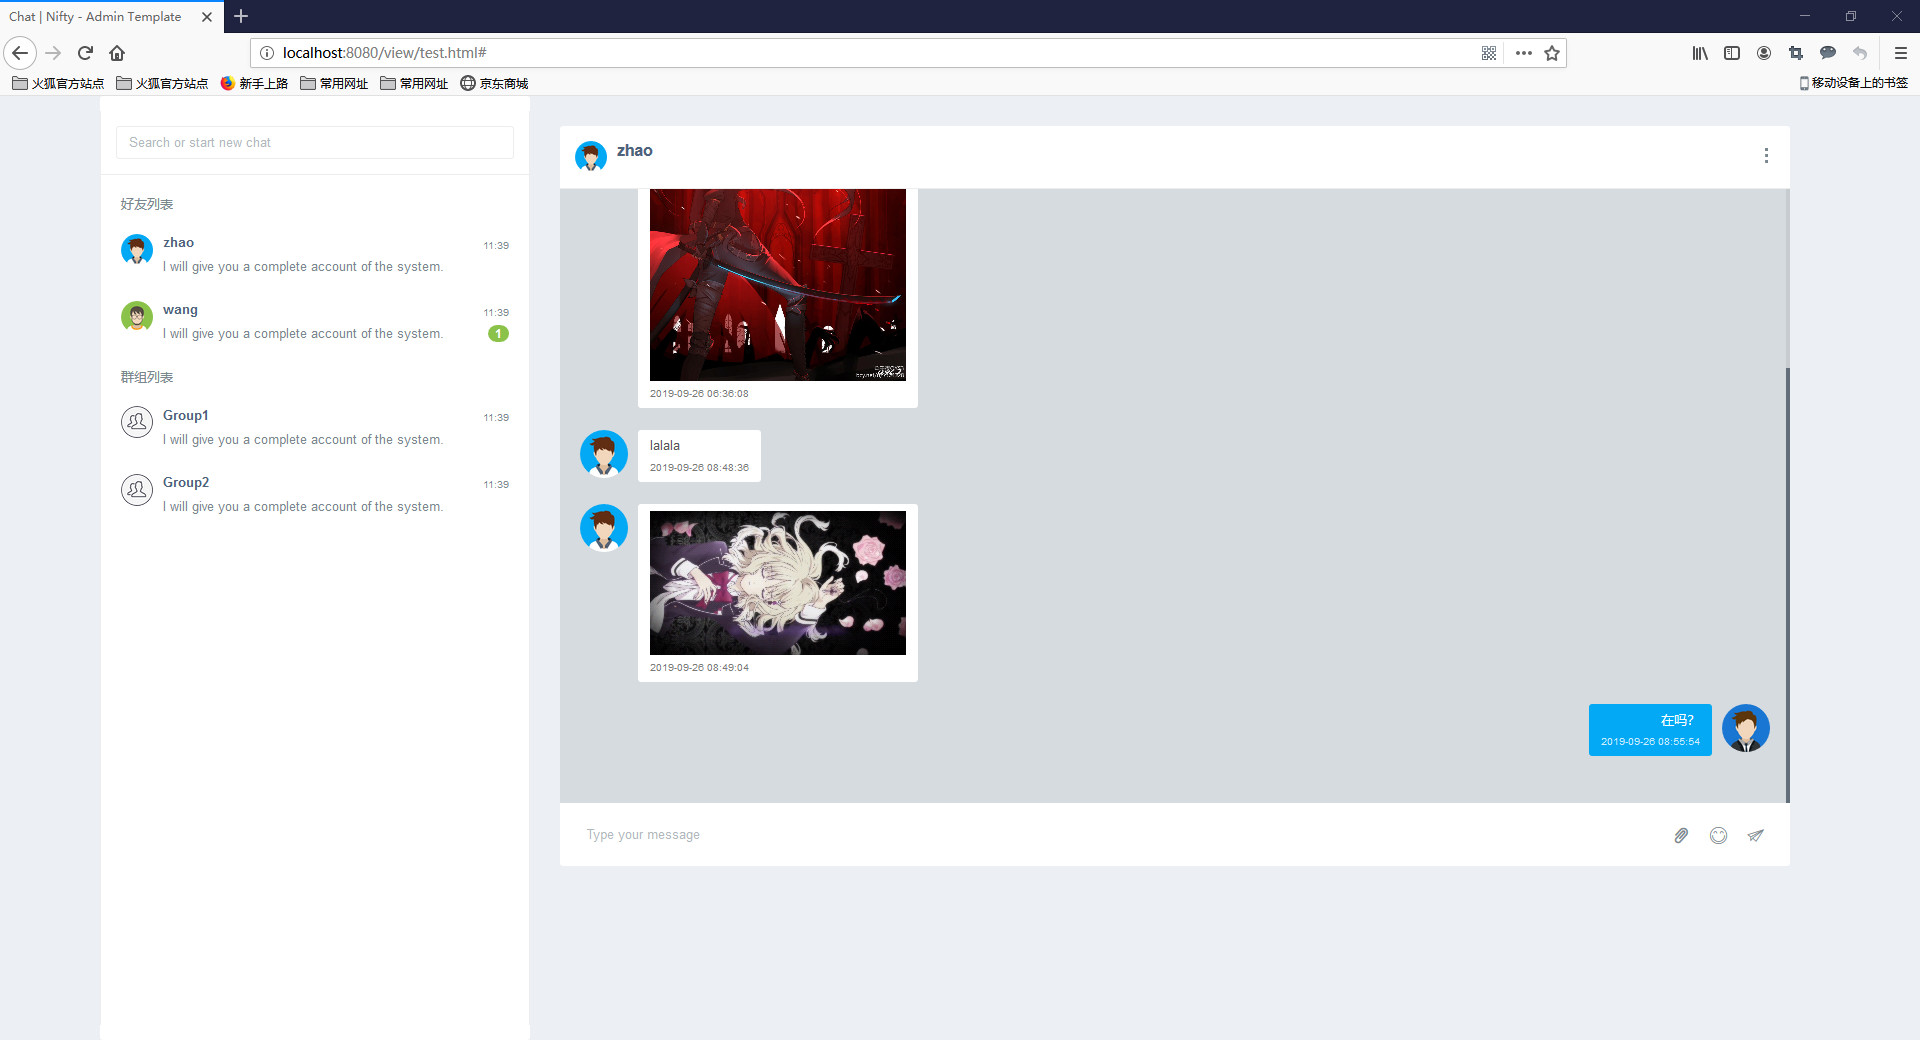 Chat | Nifty - Admin Template
localhost:8080/view/test.html#
火狐官方站点
火狐官方站点
新手上路
常用网址
常用网址
京东商城
移动设备上的书签
Search or start new chat
好友列表
zhao
11:39
I will give you a complete account of the system.
wang
11:39
I will give you a complete account of the system.
1
群组列表
Group1
11:39
I will give you a complete account of the system.
Group2
11:39
I will give you a complete account of the system.
zhao
2019-09-26 06:36:08
lalala
2019-09-26 08:48:36
2019-09-26 08:49:04
在吗?
2019-09-26 08:55:54
Type your message